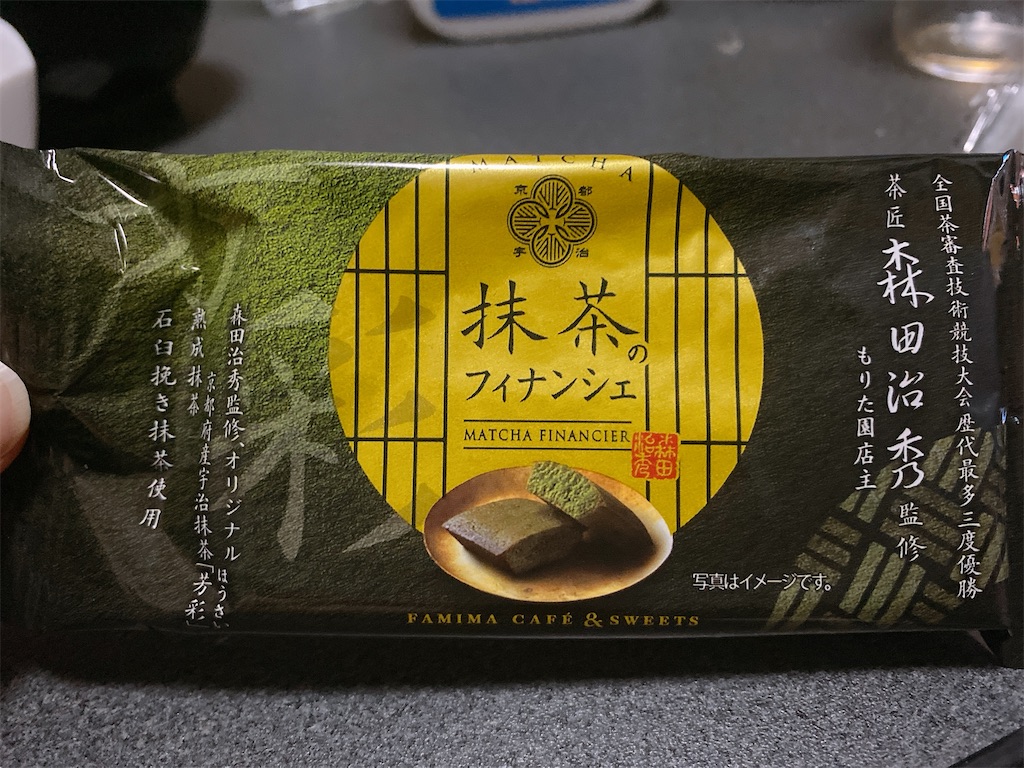 MATCHA
京都
宇治
抹茶の
フィナンシェ
MATCHA FINANCIER
森田
治秀
全国茶審査技術競技大会歴代最多三度優勝
茶匠 森田治秀 監修
もりた園店主
森田治秀監修、オリジナル
熟成抹茶 京都府産宇治抹茶「芳彩」
ほうさい
石臼挽き抹茶使用
芳彩
写真はイメージです。
FAMIMA CAFÉ & SWEETS